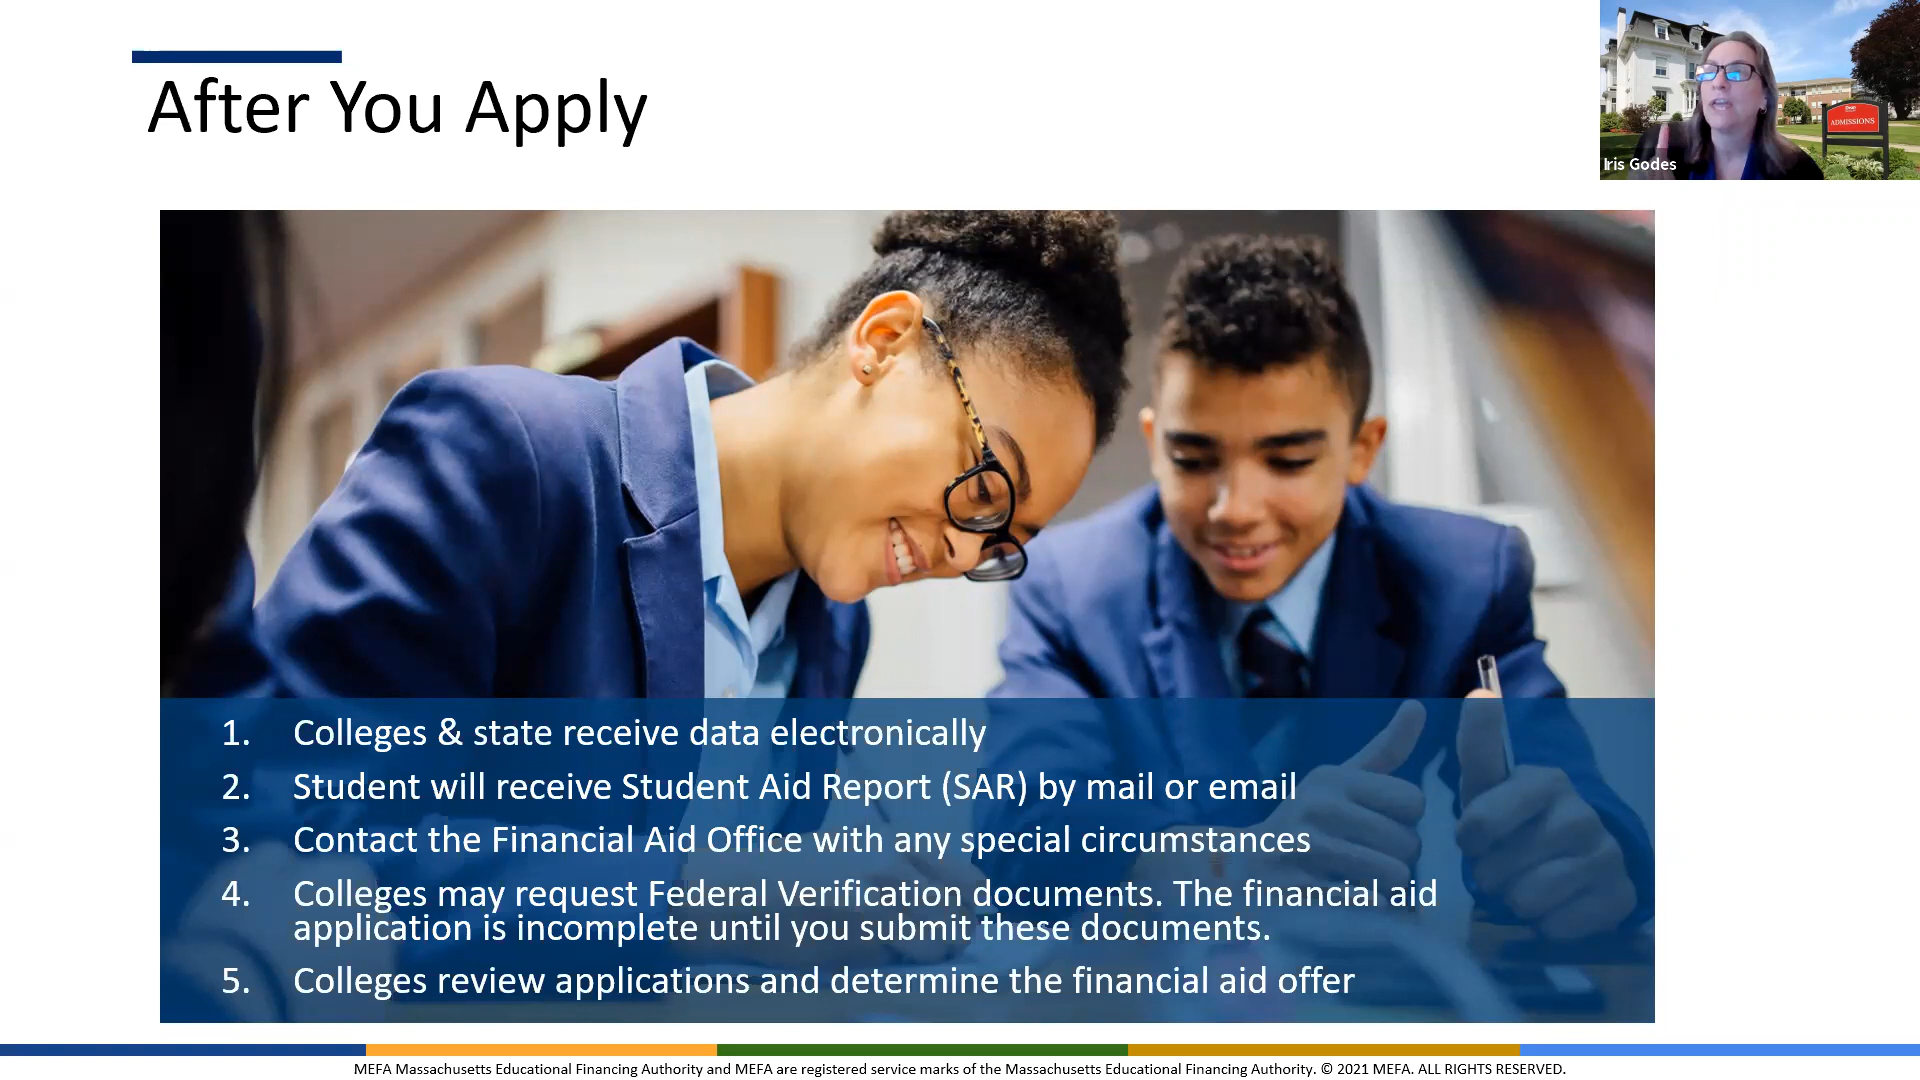 After You Apply
ADMISSIONS
Iris Godes
1. Colleges & state receive data electronically
2. Student will receive Student Aid Report (SAR) by mail or email
3. Contact the Financial Aid Office with any special circumstances
4. Colleges may request Federal Verification documents. The financial aid
application is incomplete until you submit these documents.
5. Colleges review applications and determine the financial aid offer
MEFA Massachusetts Educational Financing Authority and MEFA are registered service marks of the Massachusetts Educational Financing Authority. © 2021 MEFA. ALL RIGHTS RESERVED.